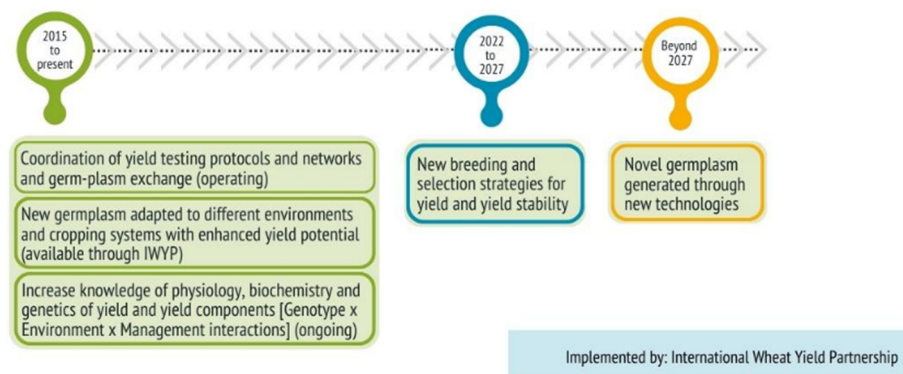 2015
to
present
2022
to
2027
Beyond
2027
Coordination of yield testing protocols and networks
and germ-plasm exchange (operating)
New germplasm adapted to different environments
and cropping systems with enhanced yield potential
(available through IWYP)
Increase knowledge of physiology, biochemistry and
genetics of yield and yield components [Genotype x
Environment x Management interactions] (ongoing)
New breeding and
selection strategies for
yield and yield stability
Novel germplasm
generated through
new technologies
Implemented by: International Wheat Yield Partnership